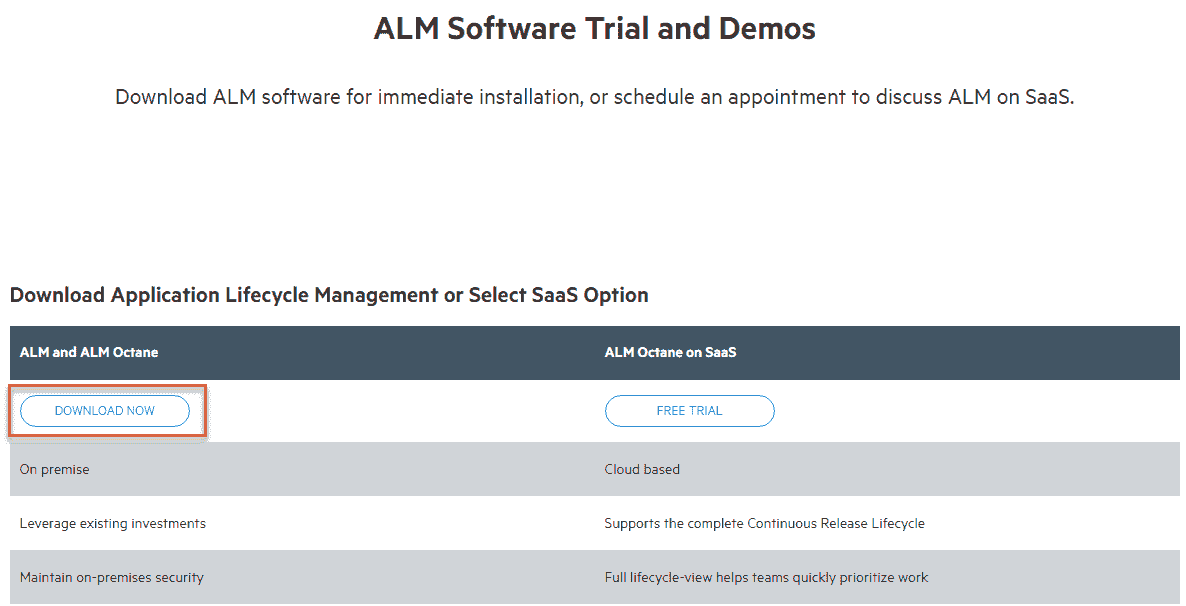 ALM Software Trial and Demos
Download ALM software for immediate installation, or schedule an appointment to discuss ALM on SaaS.
Download Application Lifecycle Management or Select SaaS Option
ALM and ALM Octane
ALM Octane on SaaS
DOWNLOAD NOW
FREE TRIAL
On premise
Cloud based
Leverage existing investments
Supports the complete Continuous Release Lifecycle
Maintain on-premises security
Full lifecycle-view helps teams quickly prioritize work